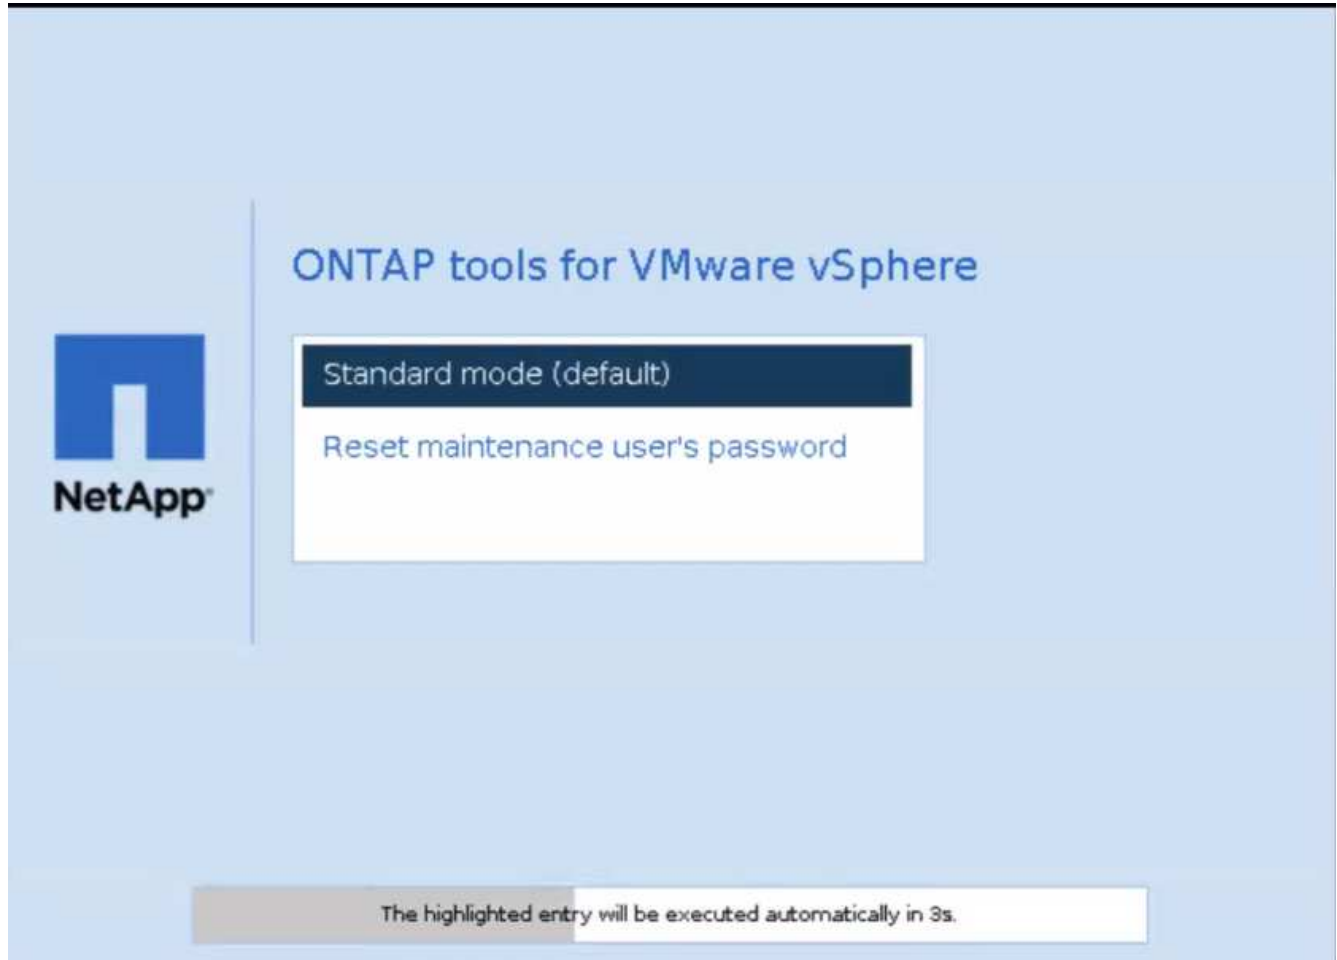 ONTAP tools for VMware vSphere
Standard mode (default)
Reset maintenance user's password
NetApp
The highlighted entry will be executed automatically in 3s.